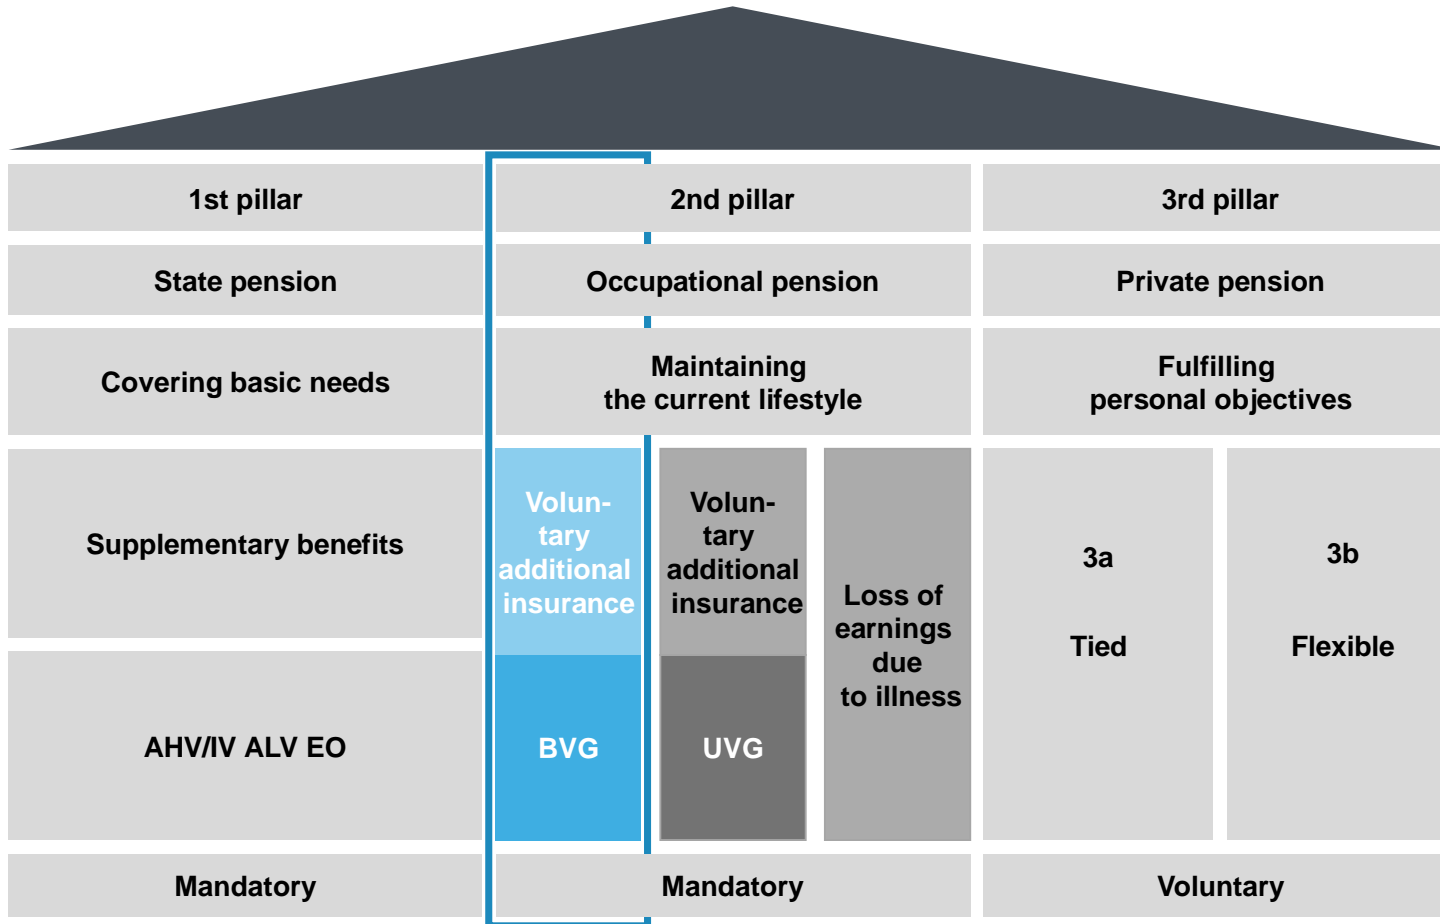 1st pillar
2nd pillar
3rd pillar
State pension
Occupational pension
Private pension
Covering basic needs
Maintaining
the current lifestyle
Fulfilling
personal objectives
Supplementary benefits
Volun-
tary
additional
insurance
Volun-
tary
additional
insurance
Loss of
earnings
due
to illness
3a
Tied
3b
Flexible
AHV/IV ALV EO
BVG
UVG
Mandatory
Mandatory
Voluntary